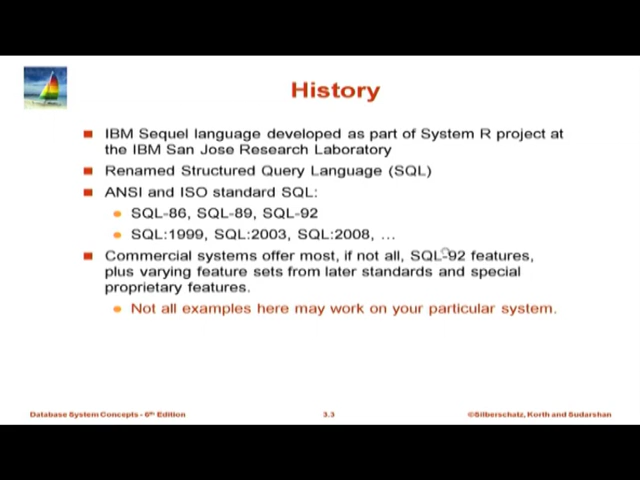 History
IBM Sequel language developed as part of System R project at
the IBM San Jose Research Laboratory
Renamed Structured Query Language (SQL)
ANSI and ISO standard SQL:
SQL-86, SQL-89, SQL-92
SQL:1999, SQL:2003, SQL:2008, ...
Commercial systems offer most, if not all, SQL-92 features,
plus varying feature sets from later standards and special
proprietary features.
Not all examples here may work on your particular system.
Database System Concepts - 6th Edition
3.3
©Silberschatz, Korth and Sudarshan